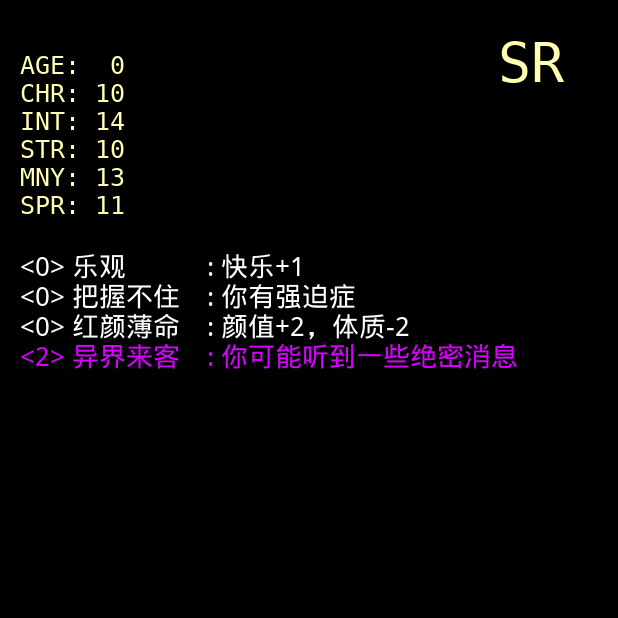 SR
AGE: 0
CHR: 10
INT: 14
STR: 10
MNY: 13
SPR: 11
<0> 乐观 : 快乐+1
<0> 把握不住 : 你有强迫症
<0> 红颜薄命 : 颜值+2，体质-2
<2> 异界来客 : 你可能听到一些绝密消息